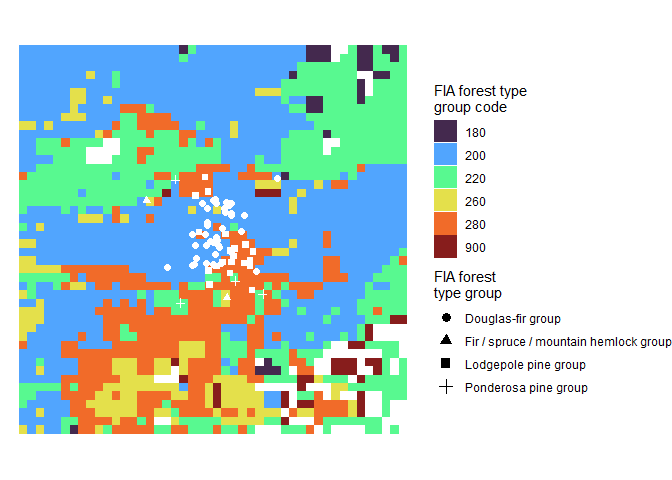 FIA forest type
group code
180
200
220
260
280
900
FIA forest
type group
Douglas-fir group
Fir / spruce / mountain hemlock group
Lodgepole pine group
Ponderosa pine group